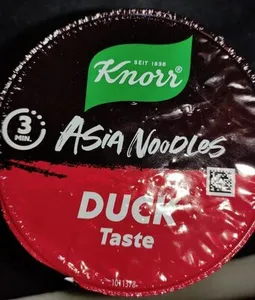 SEIT 1838
Knorr®
3
MIN.
ASIA NOODLES
DUCK
Taste